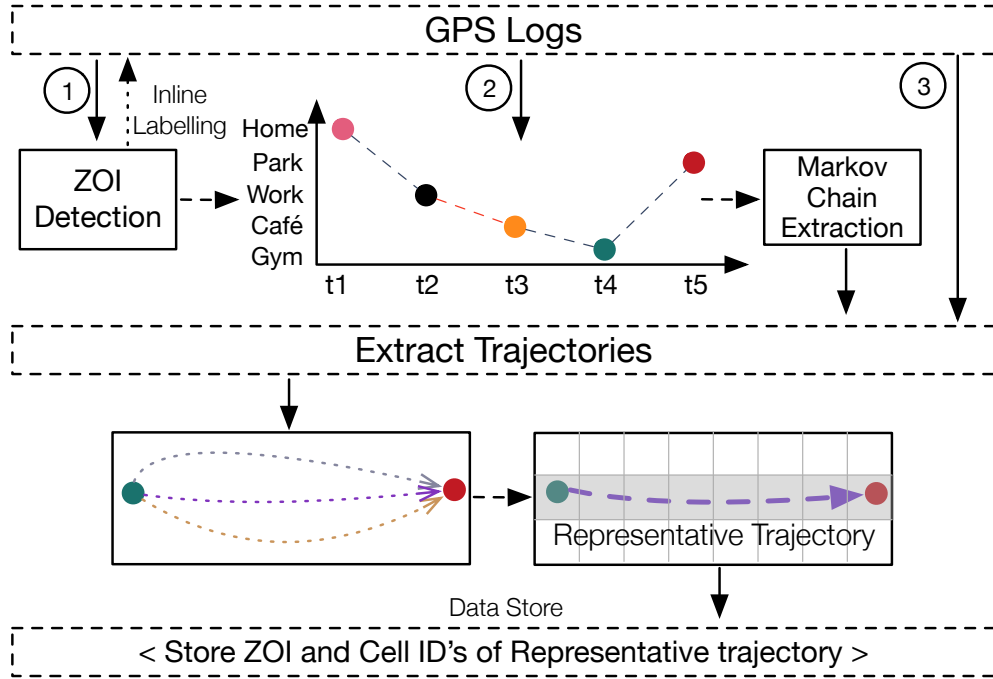 GPS Logs
1
Inline
Labelling
2
3
ZOI
Detection
Home
Park
Work
Café
Gym
t1 t2 t3 t4 t5
Markov
Chain
Extraction
Extract Trajectories
Representative Trajectory
Data Store
< Store ZOI and Cell ID's of Representative trajectory >